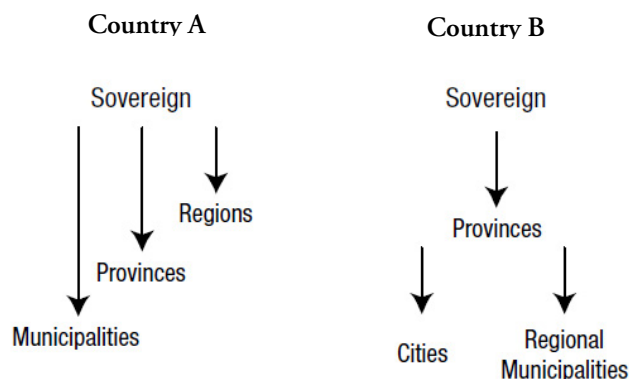 Country A
Sovereign
Regions
Provinces
Municipalities
Country B
Sovereign
Provinces
Cities
Regional
Municipalities